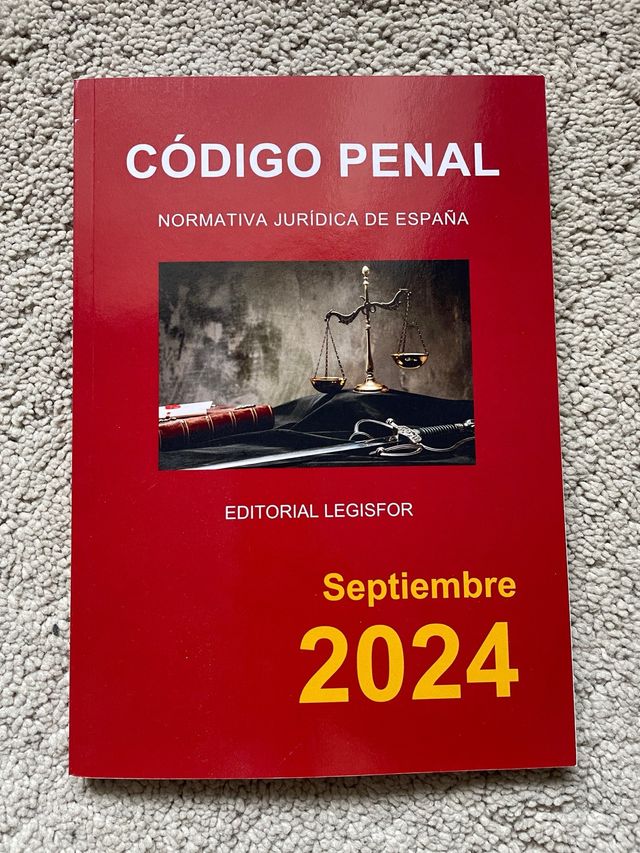 CÓDIGO PENAL
NORMATIVA JURÍDICA DE ESPAÑA
EDITORIAL LEGISFOR
Septiembre
2024